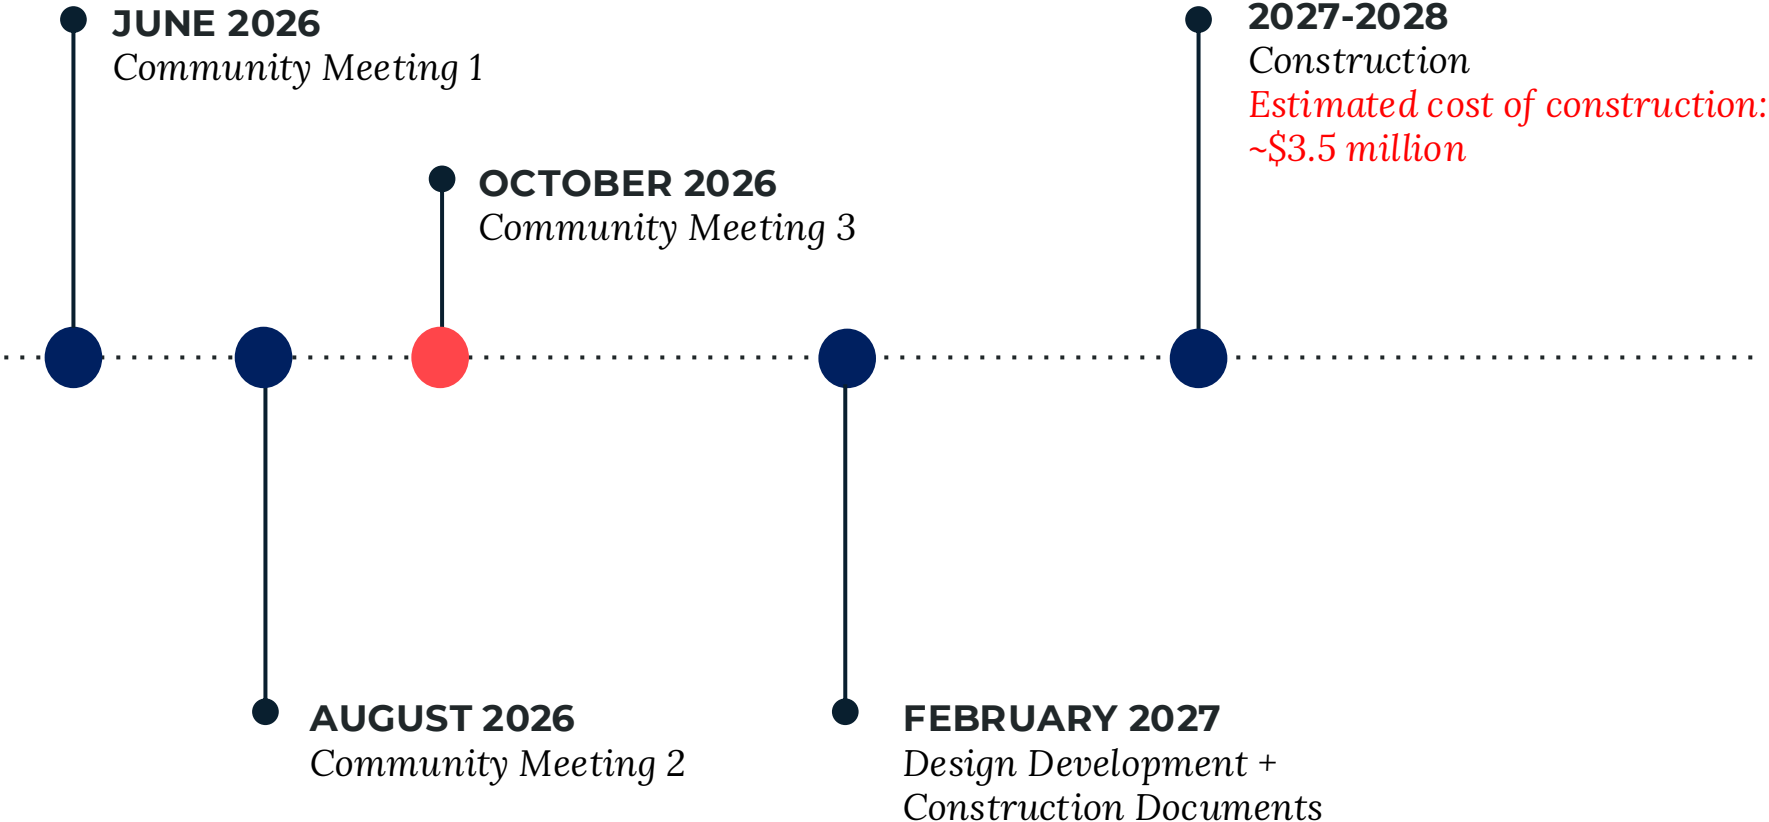 JUNE 2026
Community Meeting 1
2027-2028
Construction
Estimated cost of construction:
~$3.5 million
OCTOBER 2026
Community Meeting 3
AUGUST 2026
Community Meeting 2
FEBRUARY 2027
Design Development +
Construction Documents